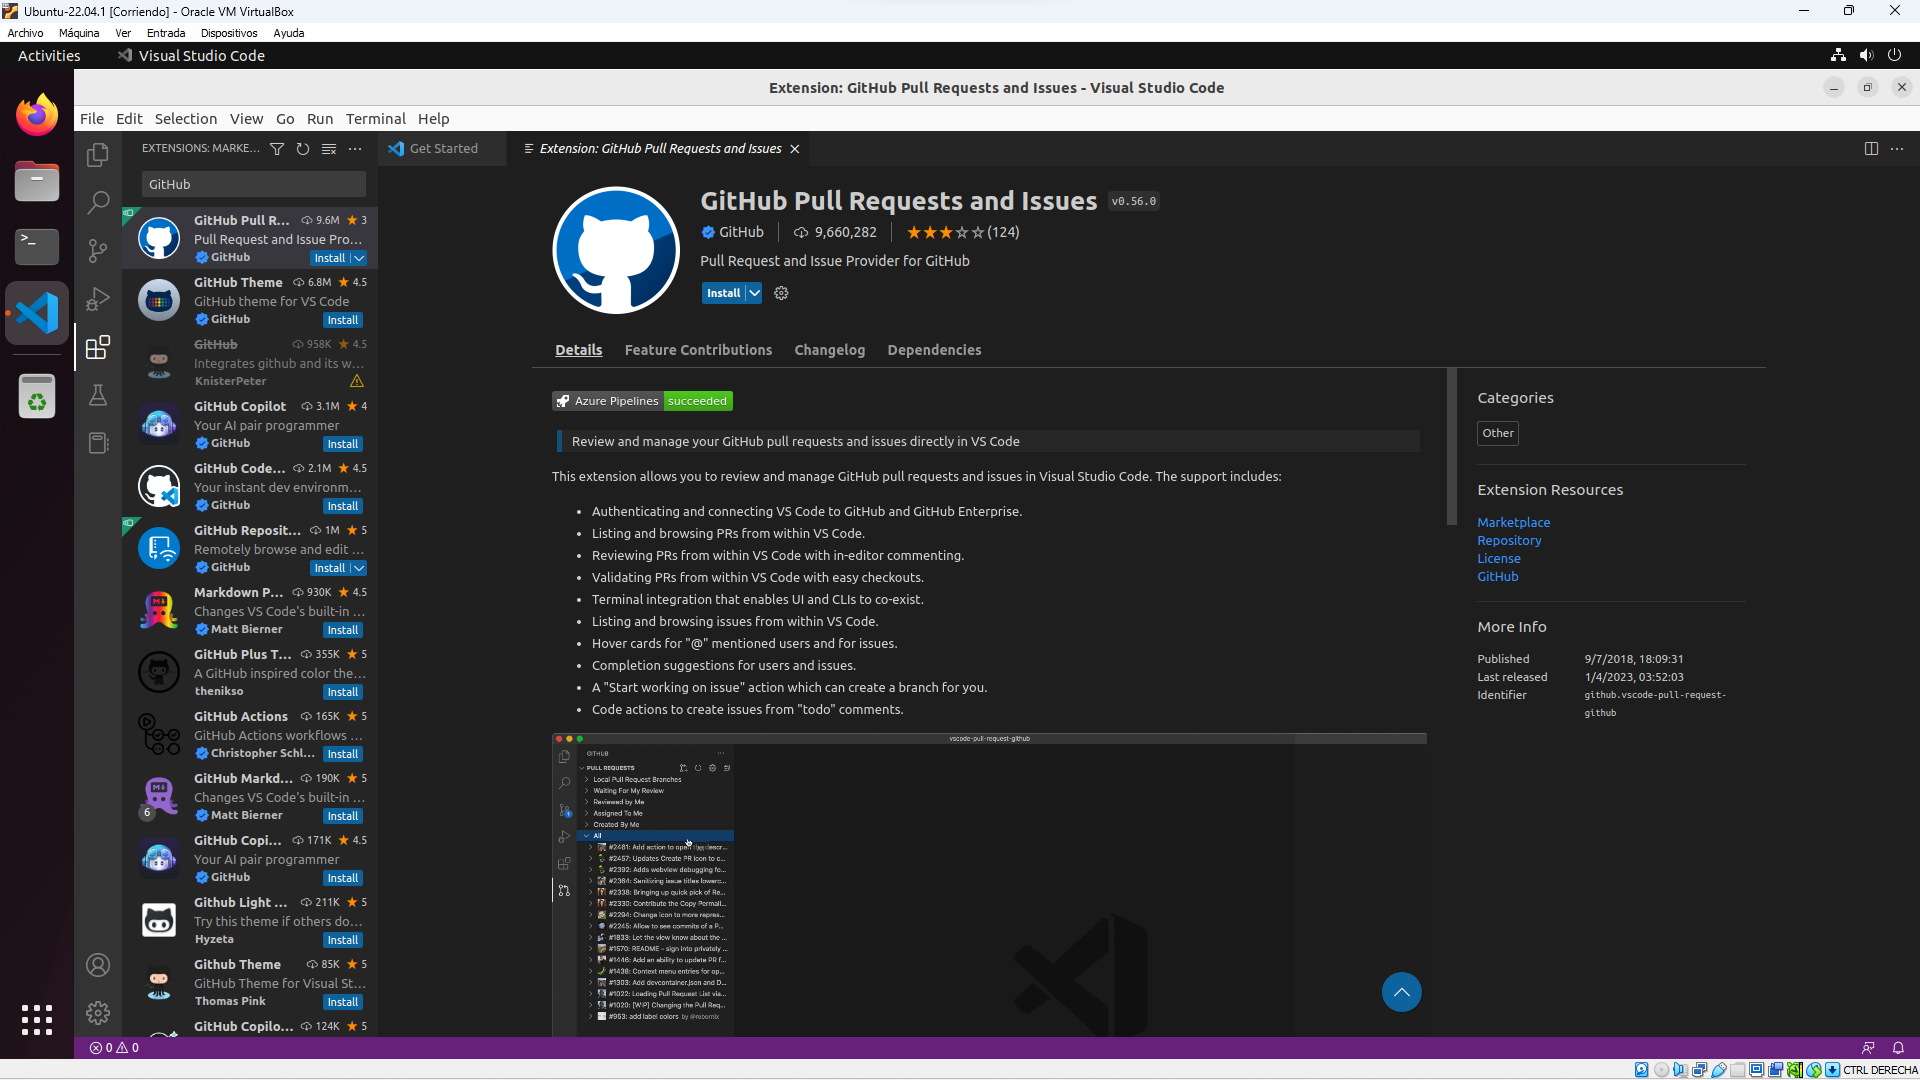 Ubuntu-22.04.1 [Corriendo] - Oracle VM VirtualBox
Archivo Máquina Ver Entrada Dispositivos Ayuda
Activities Visual Studio Code
Extension: GitHub Pull Requests and Issues - Visual Studio Code
File Edit Selection View Go Run Terminal Help
EXTENSIONS: MARKE...
Get Started
Extension: GitHub Pull Requests and Issues
GitHub
GitHub Pull R... 9.6M 3
Pull Request and Issue Pro...
GitHub Install
GitHub Theme 6.8M 4.5
GitHub theme for VS Code
GitHub Install
GitHub 958K 4.5
Integrates github and its w...
KnisterPeter
GitHub Copilot 3.1M 4
Your AI pair programmer
GitHub Install
GitHub Code... 2.1M 4.5
Your instant dev environm...
GitHub Install
GitHub Reposit... 1M 5
Remotely browse and edit ...
GitHub Install
Markdown P... 930K 4.5
Changes VS Code's built-in ...
Matt Bierner Install
GitHub Plus T... 355K 5
A GitHub inspired color the...
thenikso Install
GitHub Actions 165K 5
GitHub Actions workflows ...
Christopher Schl... Install
GitHub Markd... 190K 5
Changes VS Code's built-in ...
6 Matt Bierner Install
GitHub Copi... 171K 4.5
Your AI pair programmer
GitHub Install
Github Light ... 211K 5
Try this theme if others do...
Hyzeta Install
Github Theme 85K 5
GitHub Theme for Visual St...
Thomas Pink Install
GitHub Copilo... 124K 5
GitHub Pull Requests and Issues v0.56.0
GitHub 9,660,282 (124)
Pull Request and Issue Provider for GitHub
Install
Details Feature Contributions Changelog Dependencies
Azure Pipelines succeeded
Review and manage your GitHub pull requests and issues directly in VS Code
This extension allows you to review and manage GitHub pull requests and issues in Visual Studio Code. The support includes:
• Authenticating and connecting VS Code to GitHub and GitHub Enterprise.
• Listing and browsing PRs from within VS Code.
• Reviewing PRs from within VS Code with in-editor commenting.
• Validating PRs from within VS Code with easy checkouts.
• Terminal integration that enables UI and CLIs to co-exist.
• Listing and browsing issues from within VS Code.
• Hover cards for "@" mentioned users and for issues.
• Completion suggestions for users and issues.
• A "Start working on issue" action which can create a branch for you.
• Code actions to create issues from "todo" comments.
vscode-pull-request-github
GITHUB
PULL REQUESTS
Local Pull Request Branches
Waiting For My Review
Reviewed by Me
Assigned To Me
Created By Me
All
#2461: Add action to open the descr...
#2457: Updates Create PR icon to c...
#2392: Adds webview debugging fo...
#2364: Sanitizing issue titles lowerc...
#2338: Bringing up quick pick of Re...
#2330: Contribute the Copy Permali...
#2294: Change icon to more repres...
#2245: Allow to see commits of a P...
#1833: Let the view know about the ...
#1570: README - sign into privately ...
#1446: Add an ability to update PR f...
#1438: Context menu entries for op...
#1303: Add devcontainer.json and D...
#1022: Loading Pull Request List via...
#1020: [WIP] Changing the Pull Req...
#953: add label colors by @rebornix
Categories
Other
Extension Resources
Marketplace
Repository
License
GitHub
More Info
Published 9/7/2018, 18:09:31
Last released 1/4/2023, 03:52:03
Identifier github.vscode-pull-request-
github
0 0
CTRL DERECHA